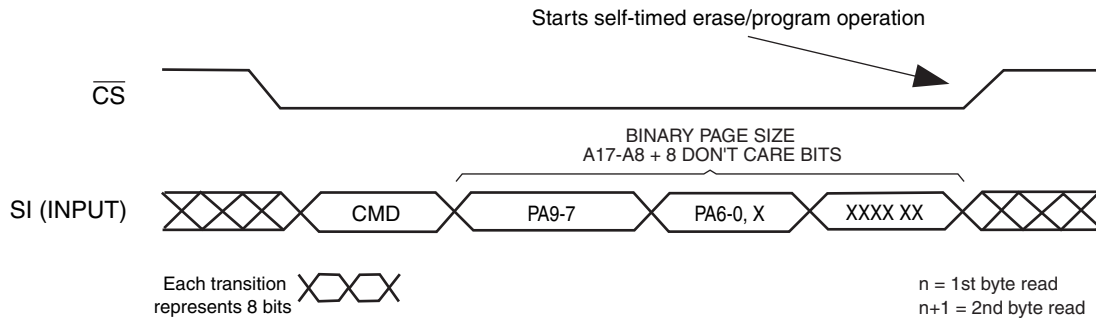 Starts self-timed erase/program operation
CS
BINARY PAGE SIZE
A17-A8 + 8 DON'T CARE BITS
SI (INPUT)
CMD
PA9-7
PA6-0, X
XXXX XX
Each transition
represents 8 bits
n = 1st byte read
n+1 = 2nd byte read